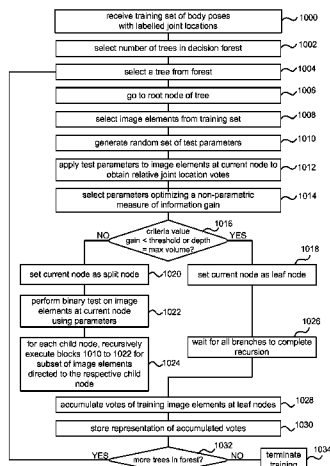 receive training set of body poses
with labelled joint locations
1000
select number of trees in decision forest
1002
select a tree from forest
1004
go to root node of tree
1006
select image elements from training set
1008
generate random set of test parameters
1010
apply test parameters to image elements at current node to
obtain relative joint location votes
1012
select parameters optimizing a non-parametric
measure of information gain
1014
criteria value
gain < threshold or depth
= max volume?
1016
NO
YES
set current node as split node
1020
set current node as leaf node
1018
perform binary test on image
elements at current node
using parameters
1022
for each child node, recursively
execute blocks 1010 to 1022 for
subset of image elements
directed to the respective child
node
1024
wait for all branches to complete
recursion
1026
accumulate votes of training image elements at leaf nodes
1028
store representation of accumulated votes
1030
more trees in forest?
1032
YES
NO
terminate
training
1034